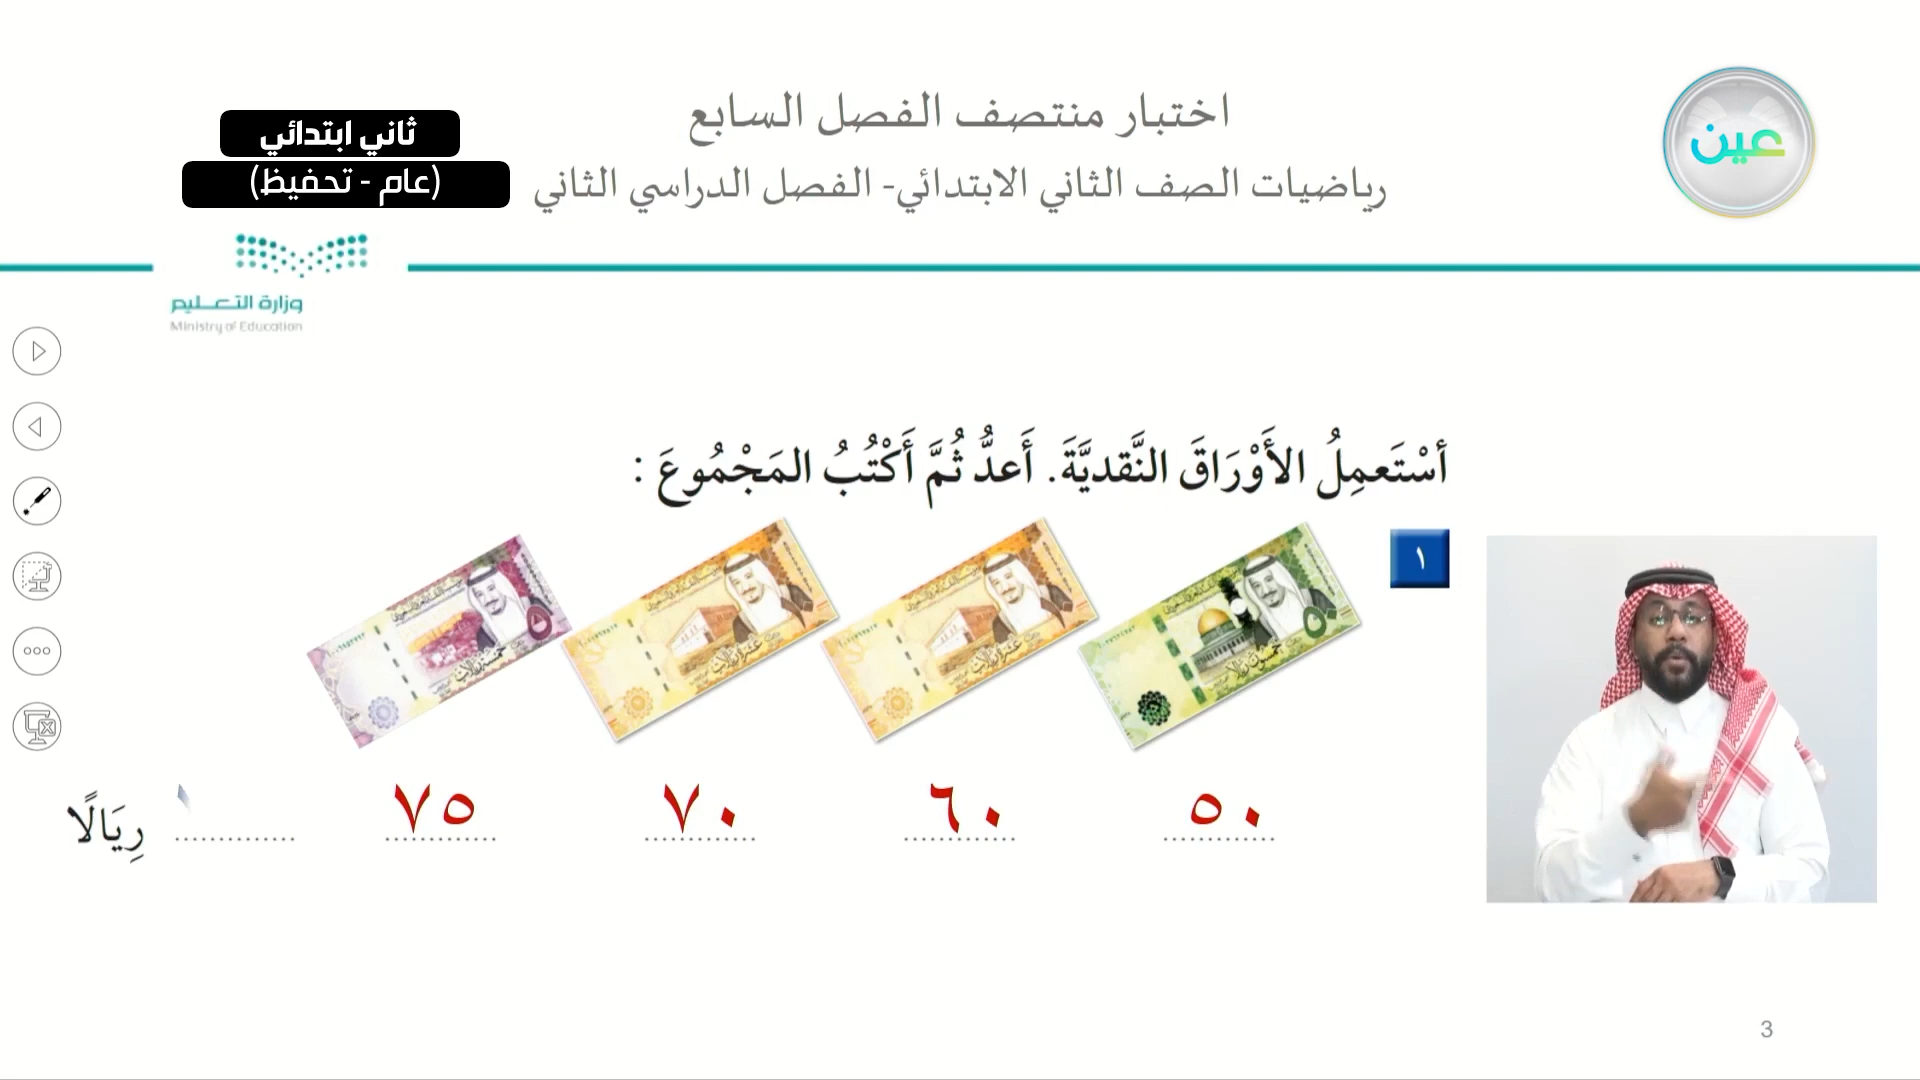 اختبار منتصف الفصل السابع
رياضيات الصف الثاني الابتدائي- الفصل الدراسي الثاني
ثاني ابتدائي
(عام - تحفيظ)
عين
وزارة التعليم
Ministry of Education
أسْتَعمِلُ الأَوْرَاقَ النَّقديَّةَ. أَعدُّ ثُمَّ أَكْتُبُ المَجْمُوعَ :
١
٥٠ ٦٠ ٧٠ ٧٥ رِيَالًا
3